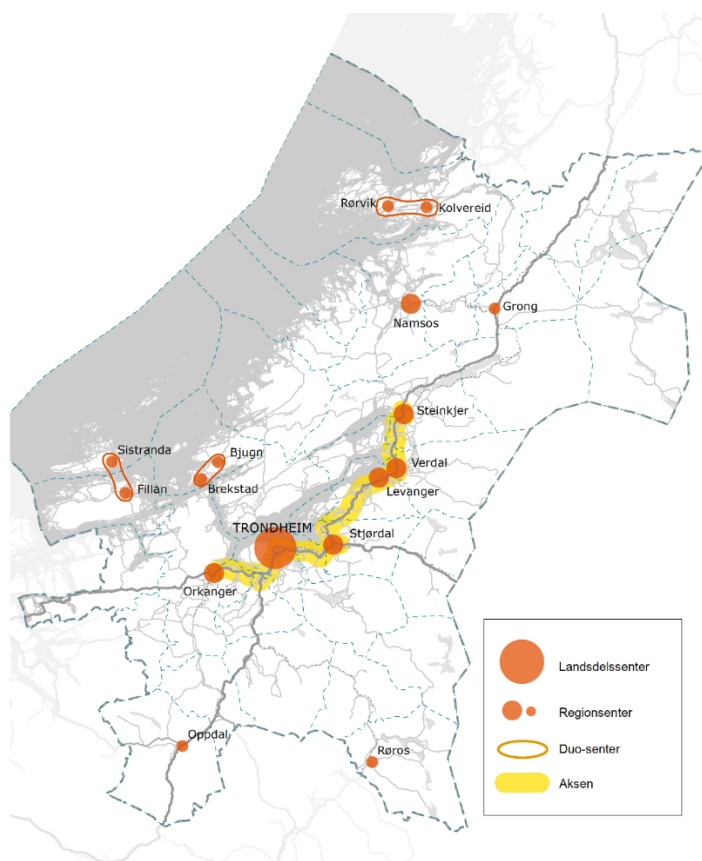 Rørvik
Kolvereid
Namsos
Grong
Steinkjer
Sistranda
Bjugn
Verdal
Fillan
Brekstad
Levanger
TRONDHEIM
Stjørdal
Orkanger
Oppdal
Røros
Landsdelssenter
Regionsenter
Duo-senter
Aksen